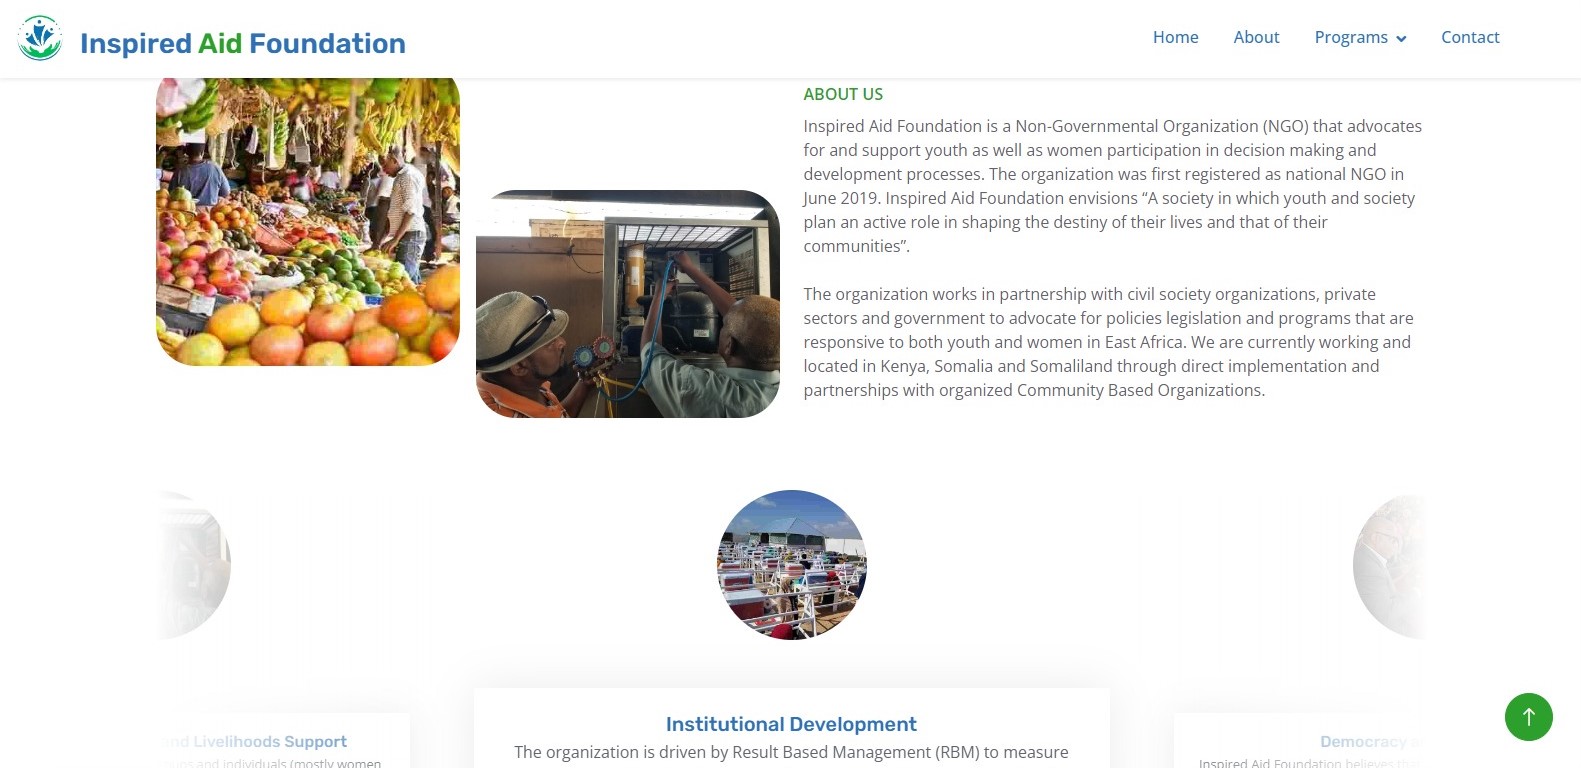 Inspired Aid Foundation
Home About Programs Contact
ABOUT US
Inspired Aid Foundation is a Non-Governmental Organization (NGO) that advocates
for and support youth as well as women participation in decision making and
development processes. The organization was first registered as national NGO in
June 2019. Inspired Aid Foundation envisions “A society in which youth and society
plan an active role in shaping the destiny of their lives and that of their
communities”.
The organization works in partnership with civil society organizations, private
sectors and government to advocate for policies legislation and programs that are
responsive to both youth and women in East Africa. We are currently working and
located in Kenya, Somalia and Somaliland through direct implementation and
partnerships with organized Community Based Organizations.
Livelihoods Support
and individuals (mostly women
Institutional Development
The organization is driven by Result Based Management (RBM) to measure
Democracy
Inspired Aid Foundation believes